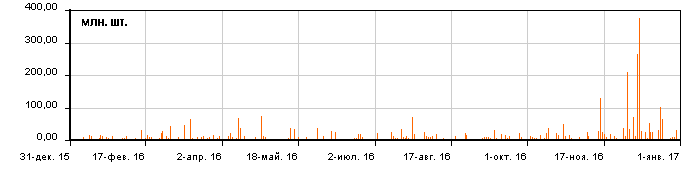 400,00
млн. шт.
300,00
200,00
100,00
0,00
31-дек. 15 17-фев. 16 2-апр. 16 18-май. 16 2-июл. 16 17-авг. 16 1-окт. 16 17-ноя. 16 1-янв. 17